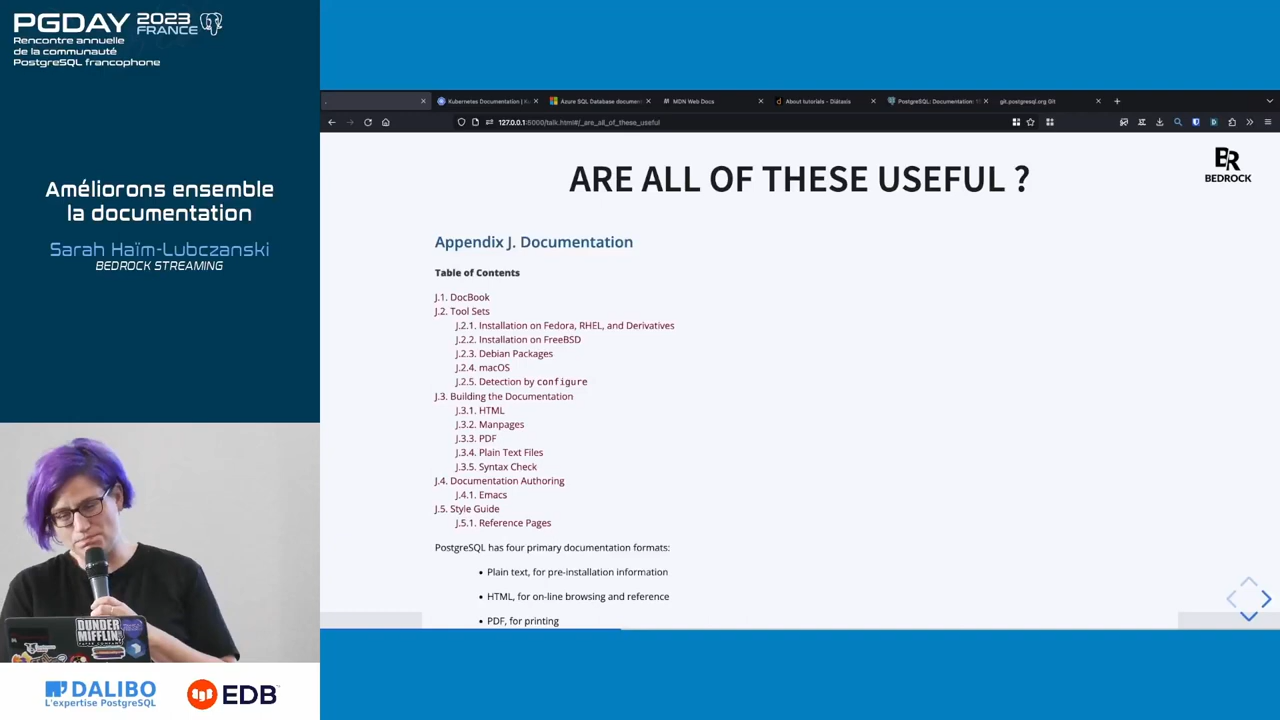 PGDAY 2023 FRANCE
Rencontre annuelle
de la communauté
PostgreSQL francophone
Améliorons ensemble
la documentation
Sarah Haïm-Lubczanski
BEDROCK STREAMING
Kubernetes Documentation | K
Azure SQL Database document
MDN Web Docs
About tutorials - Diátaxis
PostgreSQL: Documentation:
git.postgresql.org Git
127.0.0.1:8000/talk.html#/_are_all_of_these_useful
ARE ALL OF THESE USEFUL ?
BR
BEDROCK
Appendix J. Documentation
Table of Contents
J.1. DocBook
J.2. Tool Sets
J.2.1. Installation on Fedora, RHEL, and Derivatives
J.2.2. Installation on FreeBSD
J.2.3. Debian Packages
J.2.4. macOS
J.2.5. Detection by configure
J.3. Building the Documentation
J.3.1. HTML
J.3.2. Manpages
J.3.3. PDF
J.3.4. Plain Text Files
J.3.5. Syntax Check
J.4. Documentation Authoring
J.4.1. Emacs
J.5. Style Guide
J.5.1. Reference Pages
PostgreSQL has four primary documentation formats:
• Plain text, for pre-installation information
• HTML, for on-line browsing and reference
• PDF, for printing
DUNDER
MIFFLIN
DALIBO
L'expertise PostgreSQL
EDB